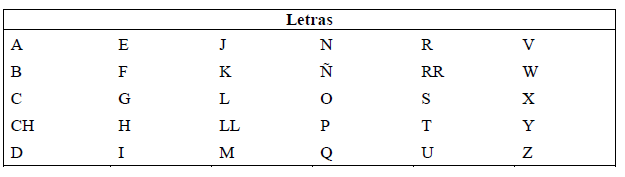 Letras
A E J N R V
B F K Ñ RR W
C G L O S X
CH H LL P T Y
D I M Q U Z